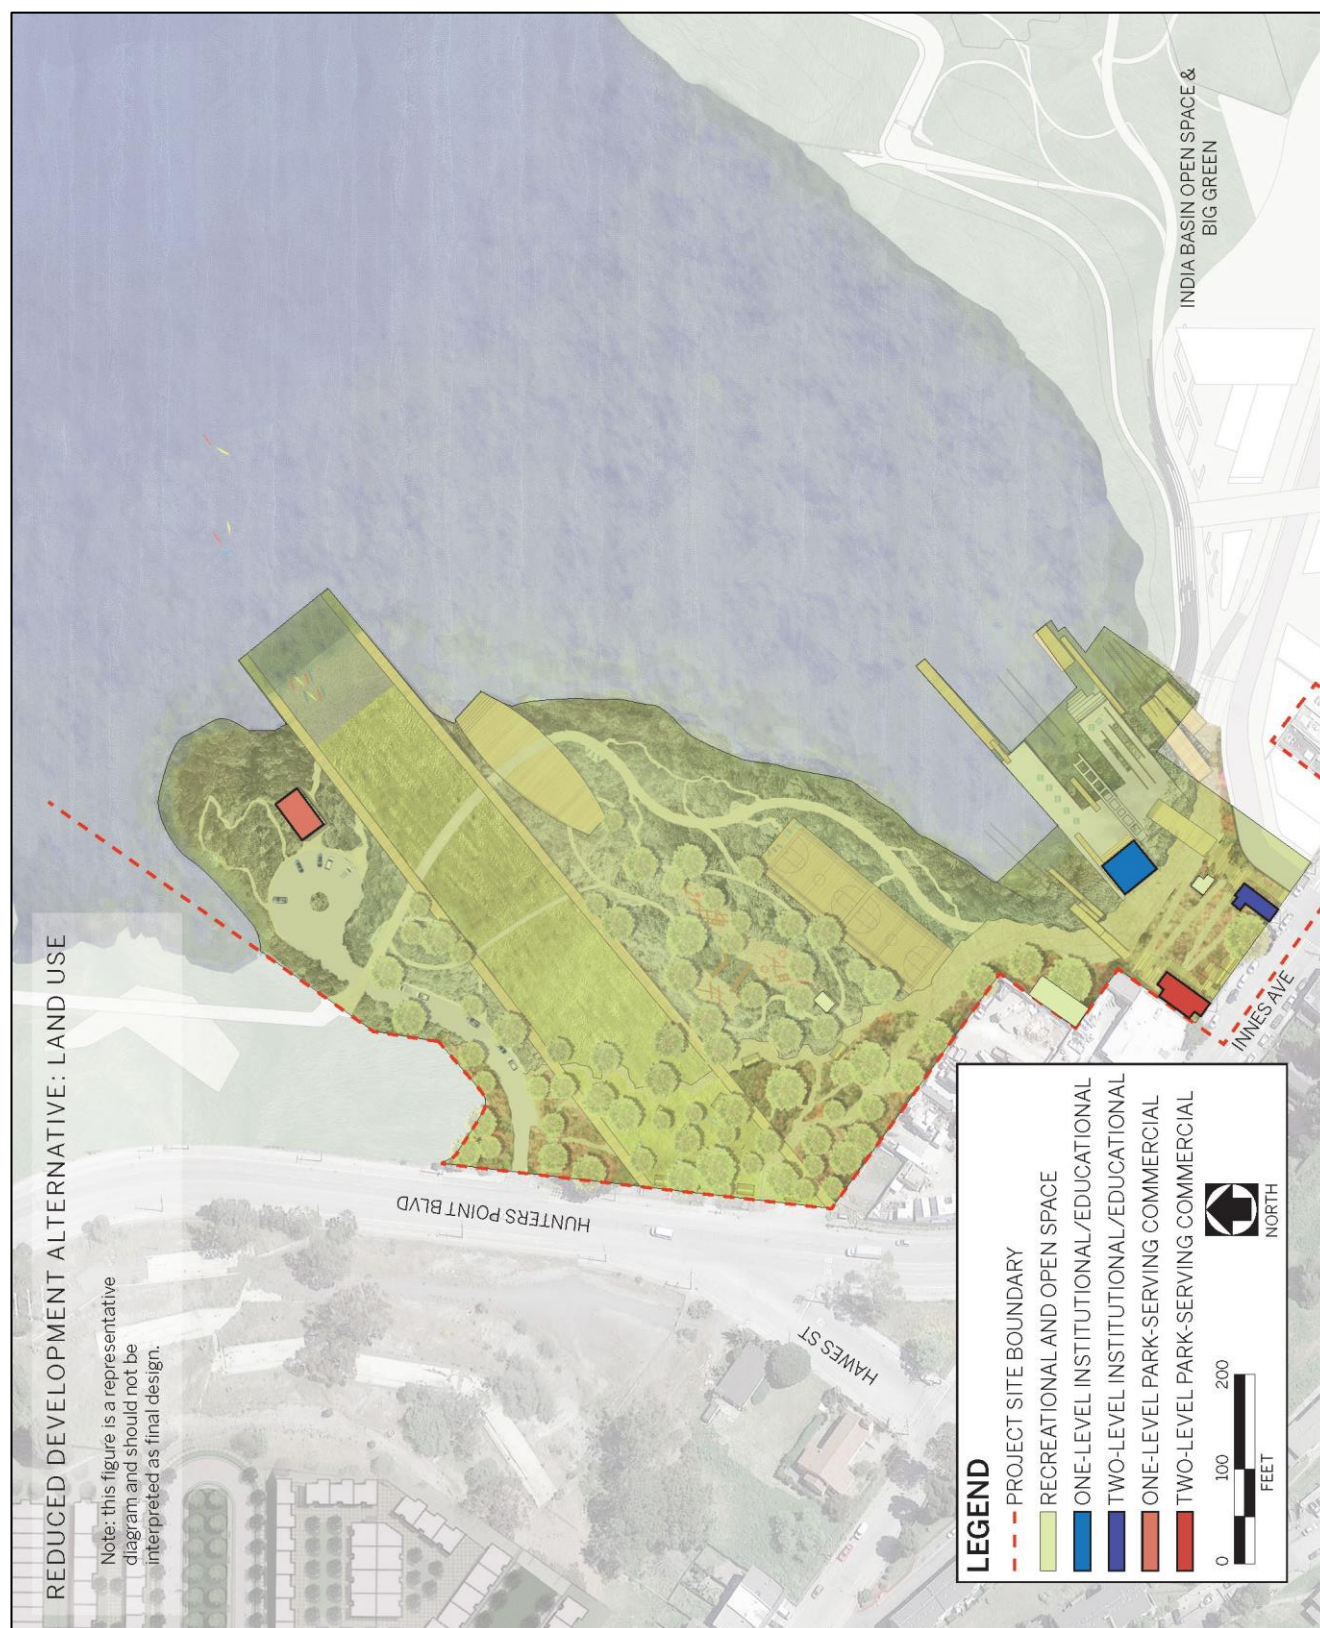 REDUCED DEVELOPMENT ALTERNATIVE: LAND USE
Note: this figure is a representative
diagram and should not be
interpreted as final design.
INDIA BASIN OPEN SPACE &
BIG GREEN
HUNTERS POINT BLVD
HAWES ST
INNES AVE
LEGEND
PROJECT SITE BOUNDARY
RECREATIONAL AND OPEN SPACE
ONE-LEVEL INSTITUTIONAL/EDUCATIONAL
TWO-LEVEL INSTITUTIONAL/EDUCATIONAL
ONE-LEVEL PARK-SERVING COMMERCIAL
TWO-LEVEL PARK-SERVING COMMERCIAL
0 100 200
FEET
NORTH